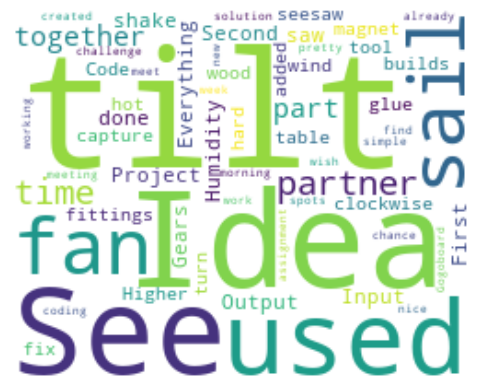 created
shake
solution
seesaw
magnet
already
together
Second
tool
challenge
Code
meet
wood
new
added
wind
pretty
builds
tilt
sail
working
hot
done
capture
Everything
Humidity
week
hard
part
glue
table
find
simple
time
meeting
Project
morning
partner
wish
fittings
work
spots
clockwise
fan
Idea
Gears
turn
assignment
chance
Gogoboard
First
Higher
Output
Input
saw
See
used
coding
nice
fix